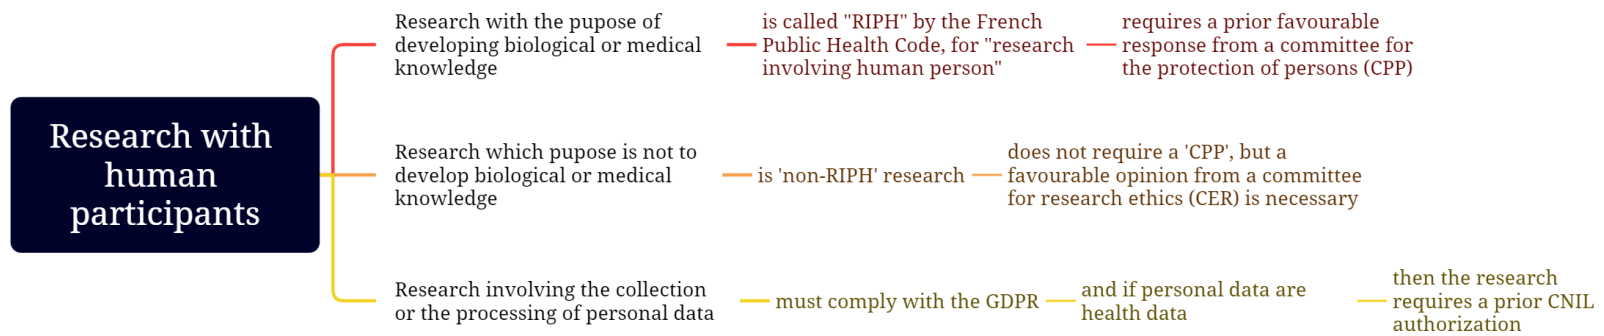 Research with
human
participants
Research with the pupose of
developing biological or medical
knowledge
is called "RIPH" by the French
Public Health Code, for "research
involving human person"
requires a prior favourable
response from a committee for
the protection of persons (CPP)
Research which pupose is not to
develop biological or medical
knowledge
is 'non-RIPH' research
does not require a 'CPP', but a
favourable opinion from a committee
for research ethics (CER) is necessary
Research involving the collection
or the processing of personal data
must comply with the GDPR
and if personal data are
health data
then the research
requires a prior CNIL
authorization